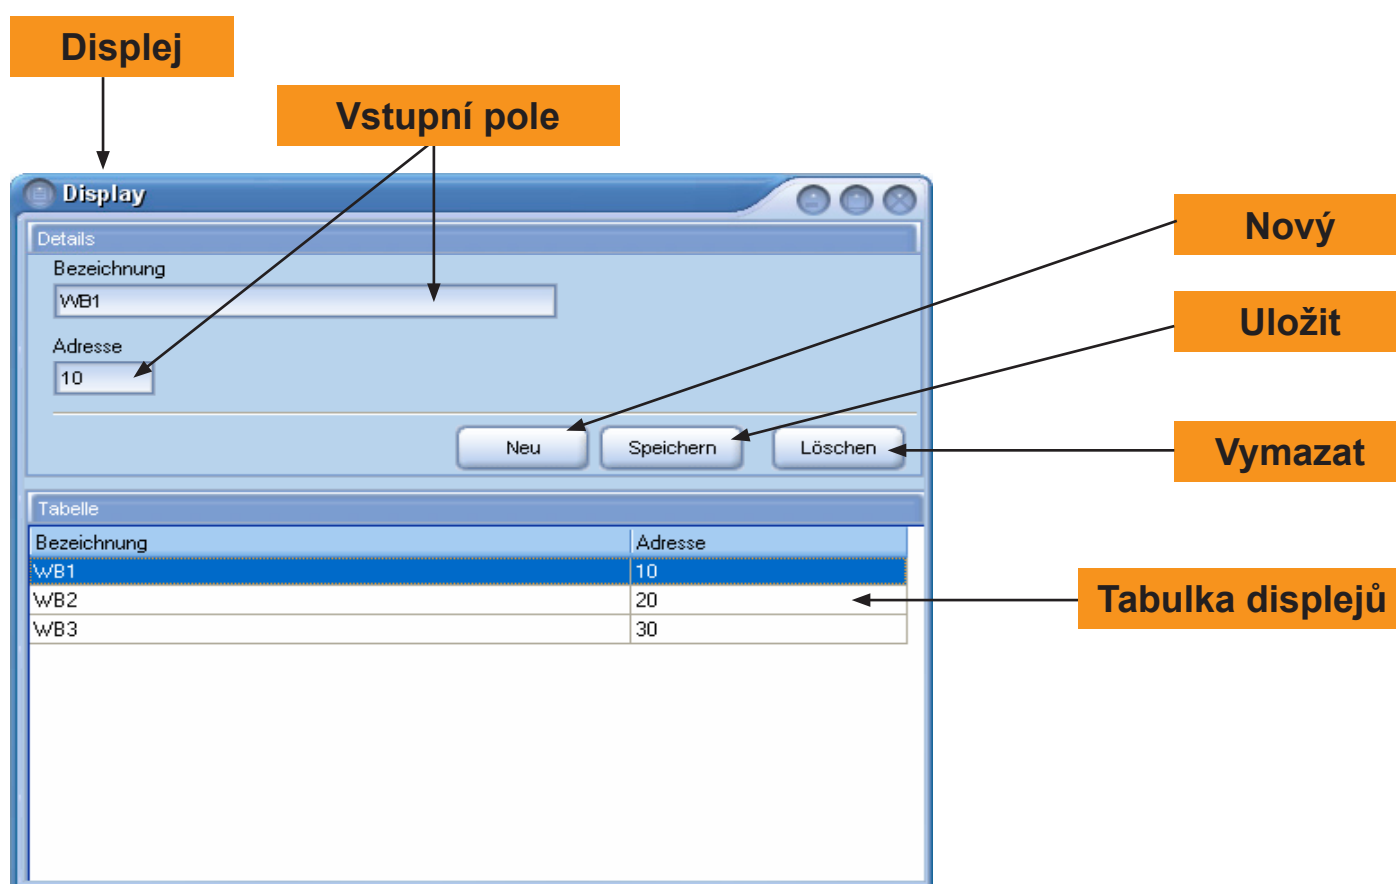 Displej
Vstupní pole
Display
Details
Bezeichnung
WB1
Adresse
10
Neu
Speichern
Löschen
Nový
Uložit
Vymazat
Tabelle
Bezeichnung Adresse
WB1 10
WB2 20
WB3 30
Tabulka displejů